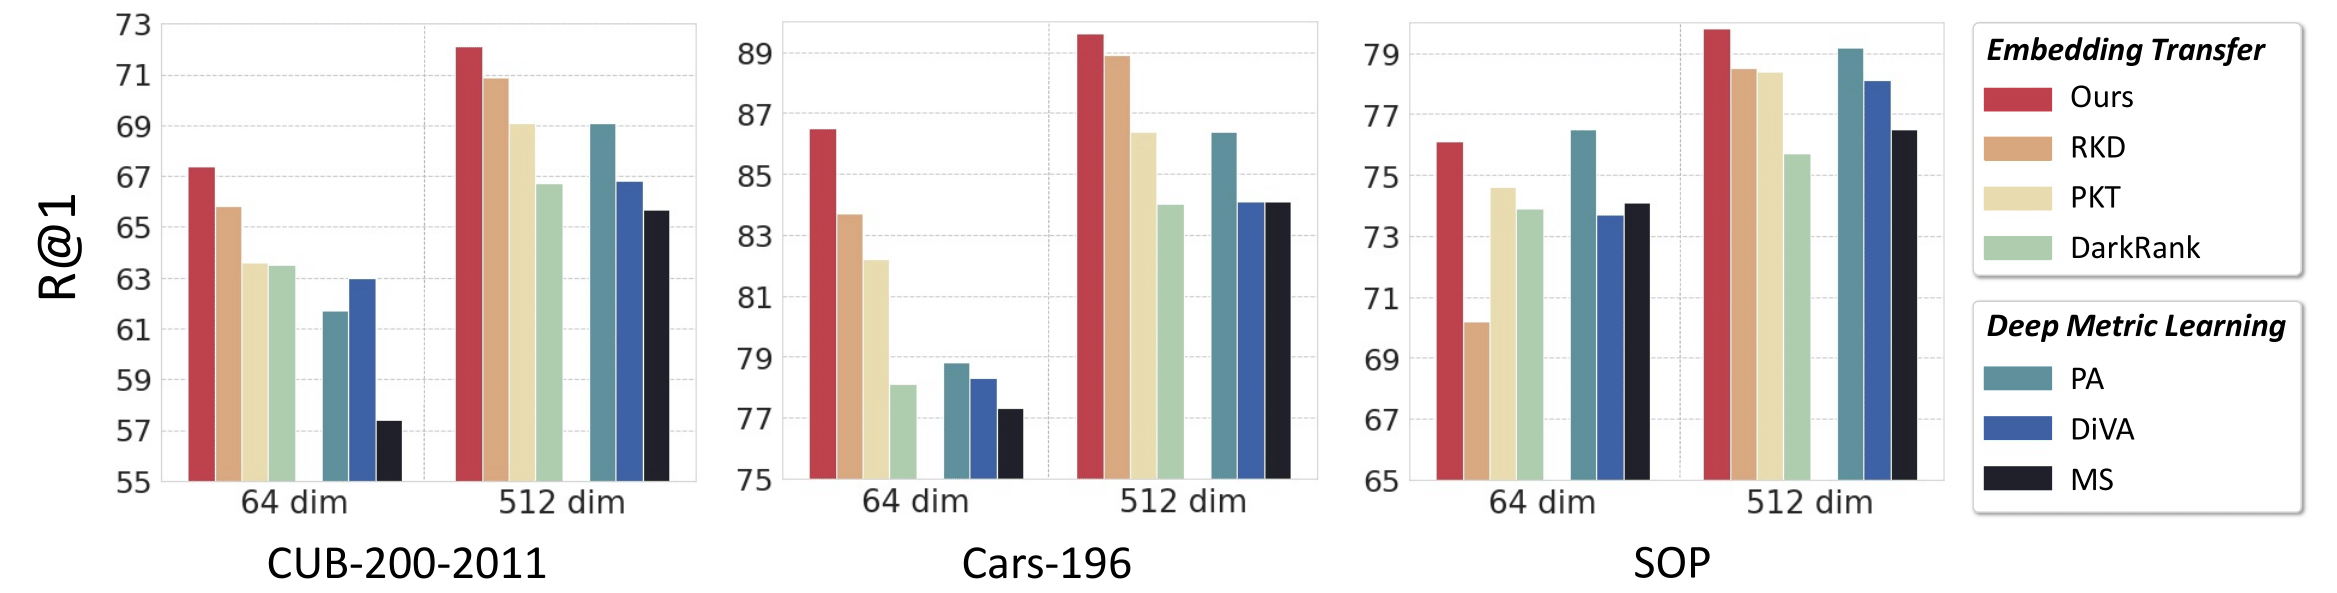 R@1
73
71
69
67
65
63
61
59
57
55
64 dim
512 dim
CUB-200-2011
89
87
85
83
81
79
77
75
64 dim
512 dim
Cars-196
79
77
75
73
71
69
67
65
64 dim
512 dim
SOP
Embedding Transfer
Ours
RKD
PKT
DarkRank
Deep Metric Learning
PA
DiVA
MS